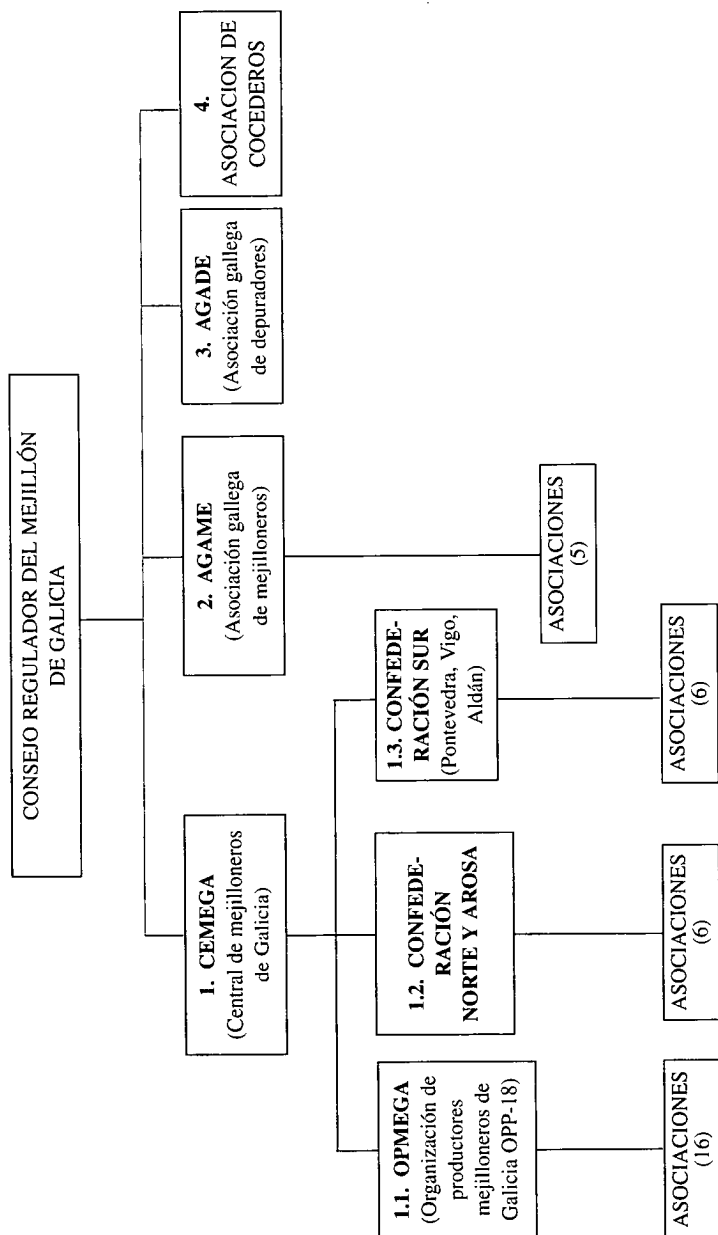 CONSEJO REGULADOR DEL MEJILLÓN
DE GALICIA
1. CEMEGA
(Central de mejilloneros
de Galicia)
2. AGAME
(Asociación gallega
de mejilloneros)
3. AGADE
(Asociación gallega
de depuradores)
4.
ASOCIACION DE
COCEDEROS
1.1. OPMEGA
(Organización de
productores
mejilloneros de
Galicia OPP-18)
1.2. CONFEDE-
RACIÓN
NORTE Y AROSA
1.3. CONFEDE-
RACIÓN SUR
(Pontevedra, Vigo,
Aldán)
ASOCIACIONES
(5)
ASOCIACIONES
(16)
ASOCIACIONES
(6)
ASOCIACIONES
(6)